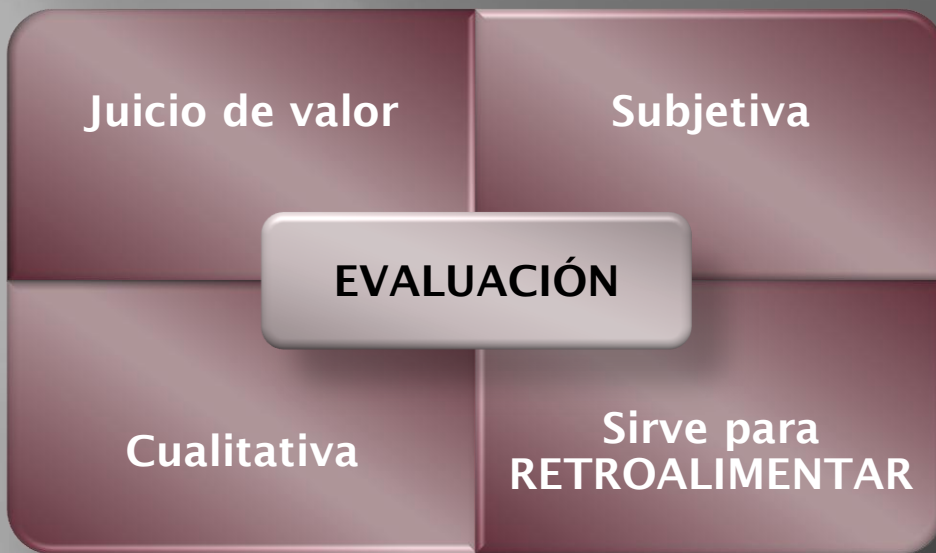 Juicio de valor
Subjetiva
EVALUACIÓN
Cualitativa
Sirve para
RETROALIMENTAR